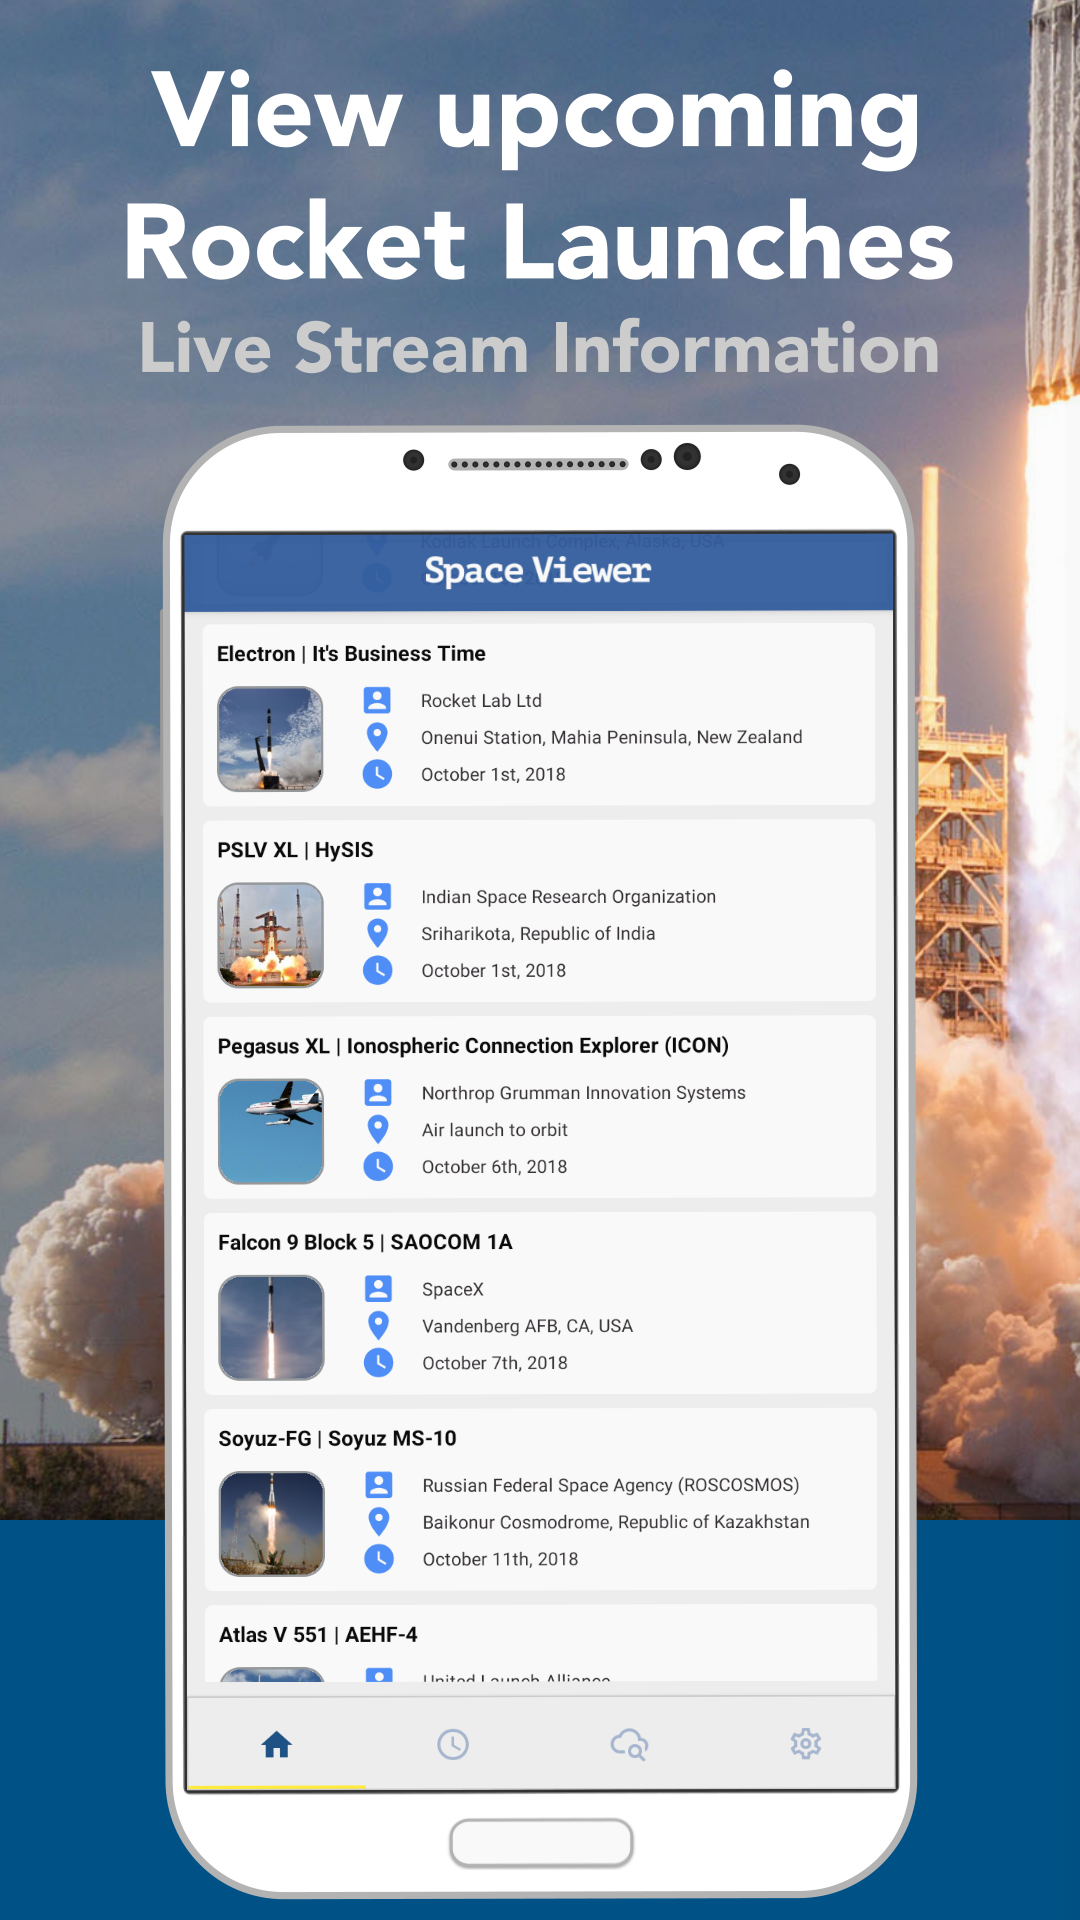 View upcoming
Rocket Launches
Live Stream Information
Kodiak Launch Complex, Alaska, USA
Space Viewer
Electron | It's Business Time
Rocket Lab Ltd
Onenui Station, Mahia Peninsula, New Zealand
October 1st, 2018
PSLV XL | HySIS
Indian Space Research Organization
Sriharikota, Republic of India
October 1st, 2018
Pegasus XL | Ionospheric Connection Explorer (ICON)
Northrop Grumman Innovation Systems
Air launch to orbit
October 6th, 2018
Falcon 9 Block 5 | SAOCOM 1A
SpaceX
Vandenberg AFB, CA, USA
October 7th, 2018
Soyuz-FG | Soyuz MS-10
Russian Federal Space Agency (ROSCOSMOS)
Baikonur Cosmodrome, Republic of Kazakhstan
October 11th, 2018
Atlas V 551 | AEHF-4
United Launch Alliance